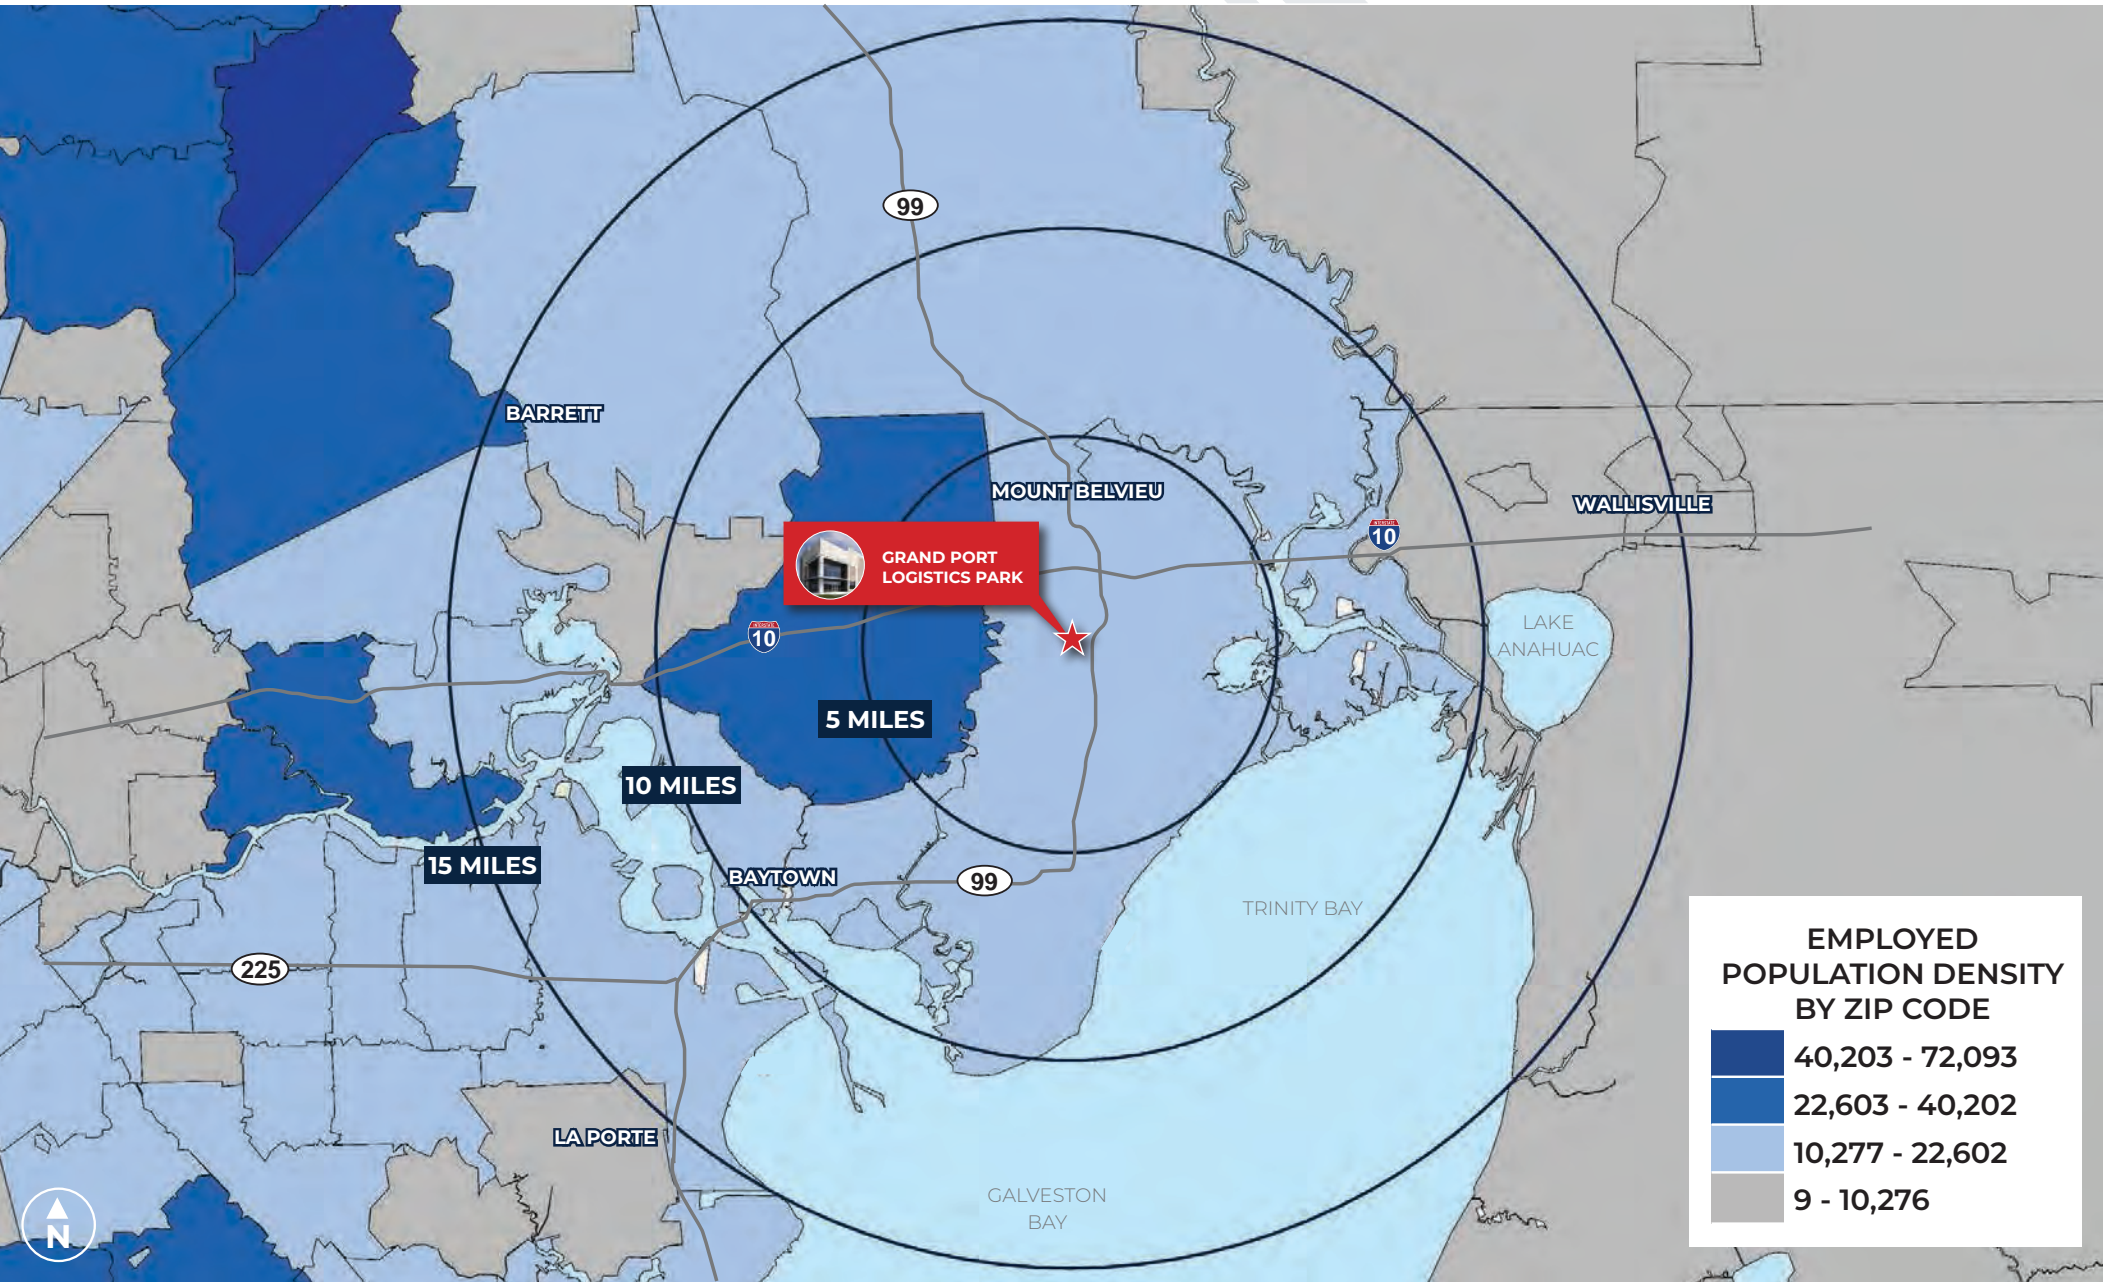 99
BARRETT
MOUNT BELVIEU
WALLISVILLE
INTERSTATE
10
GRAND PORT
LOGISTICS PARK
INTERSTATE
10
LAKE
ANAHUAC
5 MILES
10 MILES
15 MILES
BAYTOWN
99
TRINITY BAY
225
LA PORTE
GALVESTON
BAY
N
EMPLOYED
POPULATION DENSITY
BY ZIP CODE
40,203 - 72,093
22,603 - 40,202
10,277 - 22,602
9 - 10,276